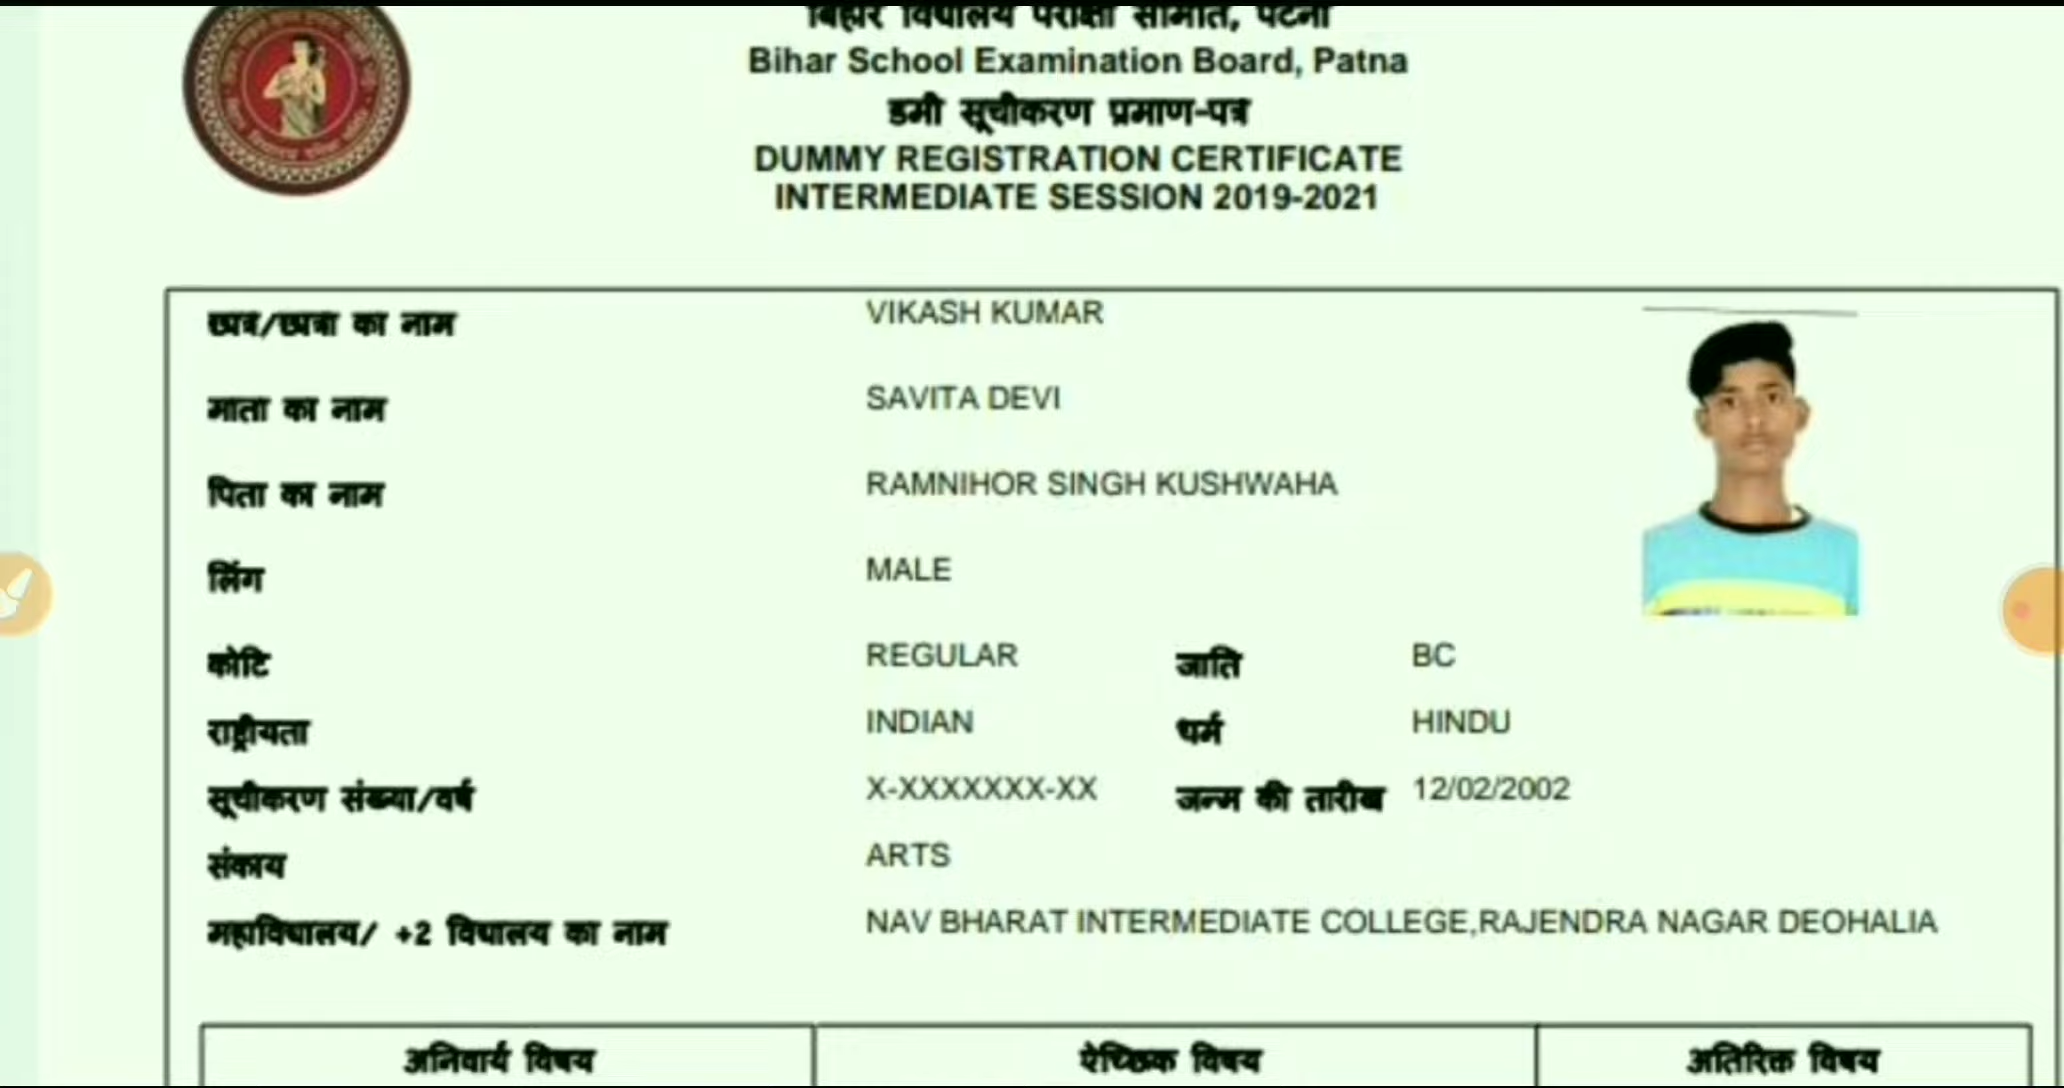 बिहार विद्यालय परीक्षा समिति, पटना
Bihar School Examination Board, Patna
डमी सूचीकरण प्रमाण-पत्र
DUMMY REGISTRATION CERTIFICATE
INTERMEDIATE SESSION 2019-2021
छात्र/छात्रा का नाम VIKASH KUMAR
माता का नाम SAVITA DEVI
पिता का नाम RAMNIHOR SINGH KUSHWAHA
लिंग MALE
कोटि REGULAR जाति BC
राष्ट्रीयता INDIAN धर्म HINDU
सूचीकरण संख्या/वर्ष X-XXXXXXX-XX जन्म की तारीख 12/02/2002
संकाय ARTS
महाविद्यालय/ +2 विद्यालय का नाम NAV BHARAT INTERMEDIATE COLLEGE,RAJENDRA NAGAR DEOHALIA
अनिवार्य विषय ऐच्छिक विषय अतिरिक्त विषय